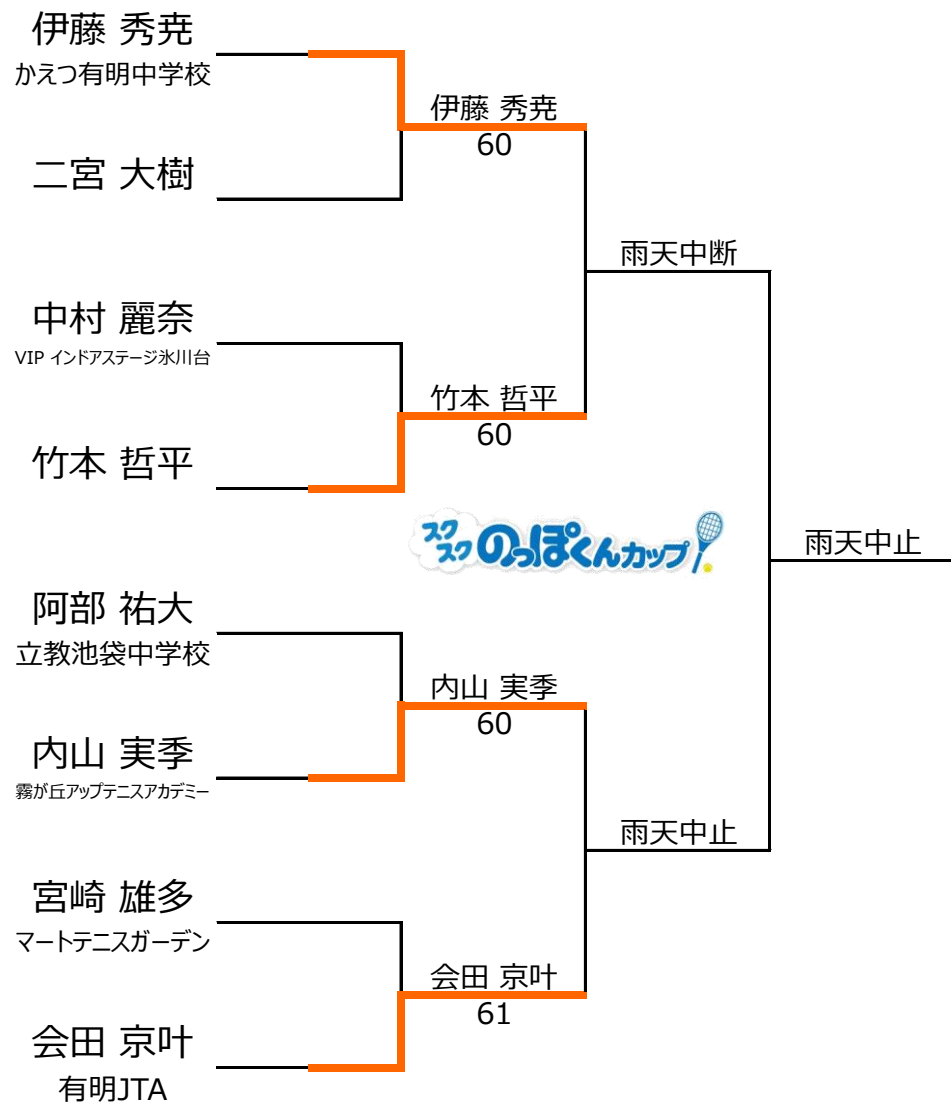 伊藤 秀尭
かえつ有明中学校
伊藤 秀尭
60
二宮 大樹
雨天中断
中村 麗奈
VIP インドアステージ氷川台
竹本 哲平
60
竹本 哲平
スクスクのっぽくんカップ
雨天中止
阿部 祐大
立教池袋中学校
内山 実季
60
内山 実季
霧が丘アップテニスアカデミー
雨天中止
宮崎 雄多
マートテニスガーデン
会田 京叶
61
会田 京叶
有明JTA